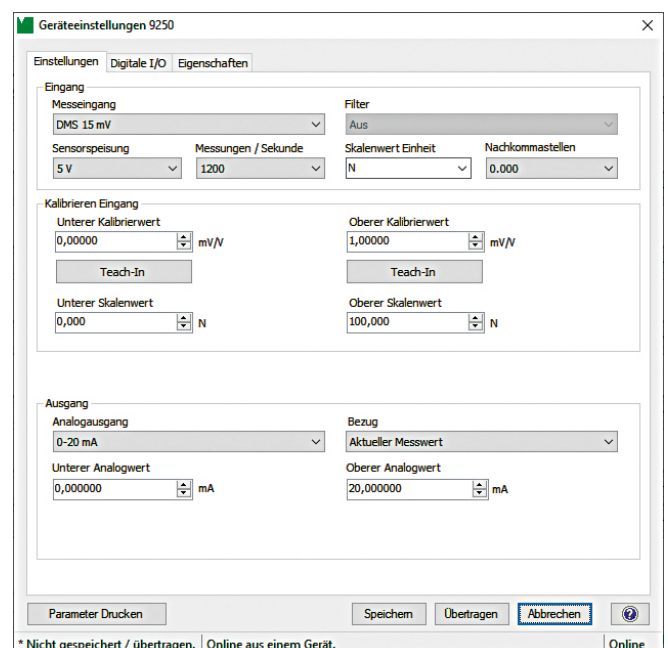 Geräteeinstellungen 9250
Einstellungen Digitale I/O Eigenschaften
Eingang
Messeingang Filter
DMS 15 mV Aus
Sensorspeisung Messungen / Sekunde Skalenwert Einheit Nachkommastellen
5 V 1200 N 0.000
Kalibrieren Eingang
Unterer Kalibrierwert Oberer Kalibrierwert
0,00000 mV/V 1,00000 mV/V
Teach-In Teach-In
Unterer Skalenwert Oberer Skalenwert
0,000 N 100,000 N
Ausgang
Analogausgang Bezug
0-20 mA Aktueller Messwert
Unterer Analogwert Oberer Analogwert
0,000000 mA 20,000000 mA
Parameter Drucken Speichern Übertragen Abbrechen ?
* Nicht gespeichert / übertragen. Online aus einem Gerät. Online